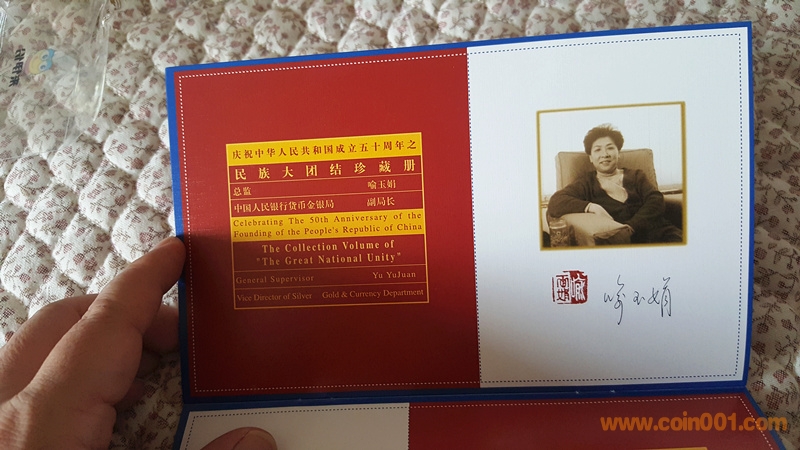 庆祝中华人民共和国成立五十周年之
民族大团结珍藏册
总监 喻玉娟
中国人民银行货币金银局 副局长
Celebrating The 50th Anniversary of the
Founding of the People's Republic of China
The Collection Volume of
"The Great National Unity"
General Supervisor Yu YuJuan
Vice Director of Silver Gold & Currency Department
喻玉娟
www.coin001.com